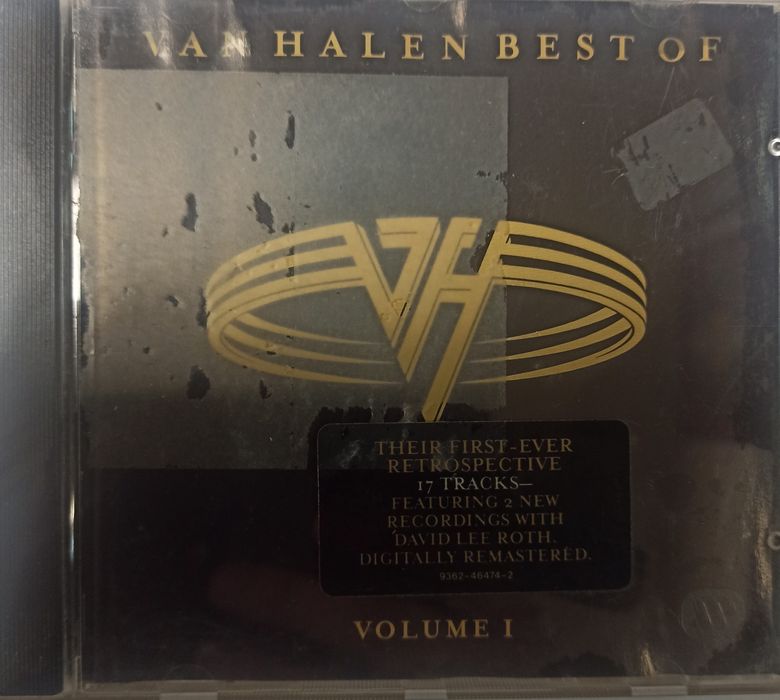 VAN HALEN BEST OF
VH
THEIR FIRST-EVER
RETROSPECTIVE
17 TRACKS—
FEATURING 2 NEW
RECORDINGS WITH
DAVID LEE ROTH.
DIGITALLY REMASTERED.
9362-46474-2
VOLUME I